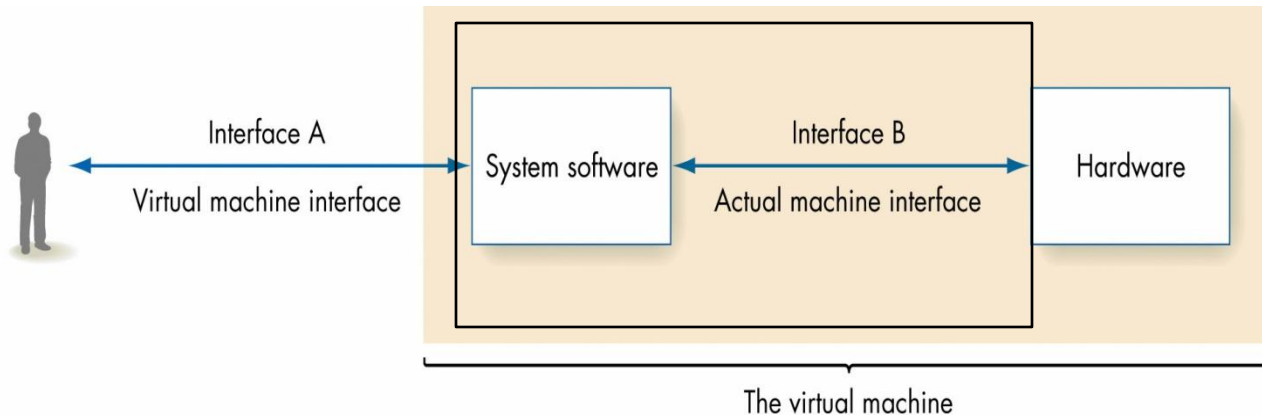 Interface A
Virtual machine interface
System software
Interface B
Actual machine interface
Hardware
The virtual machine